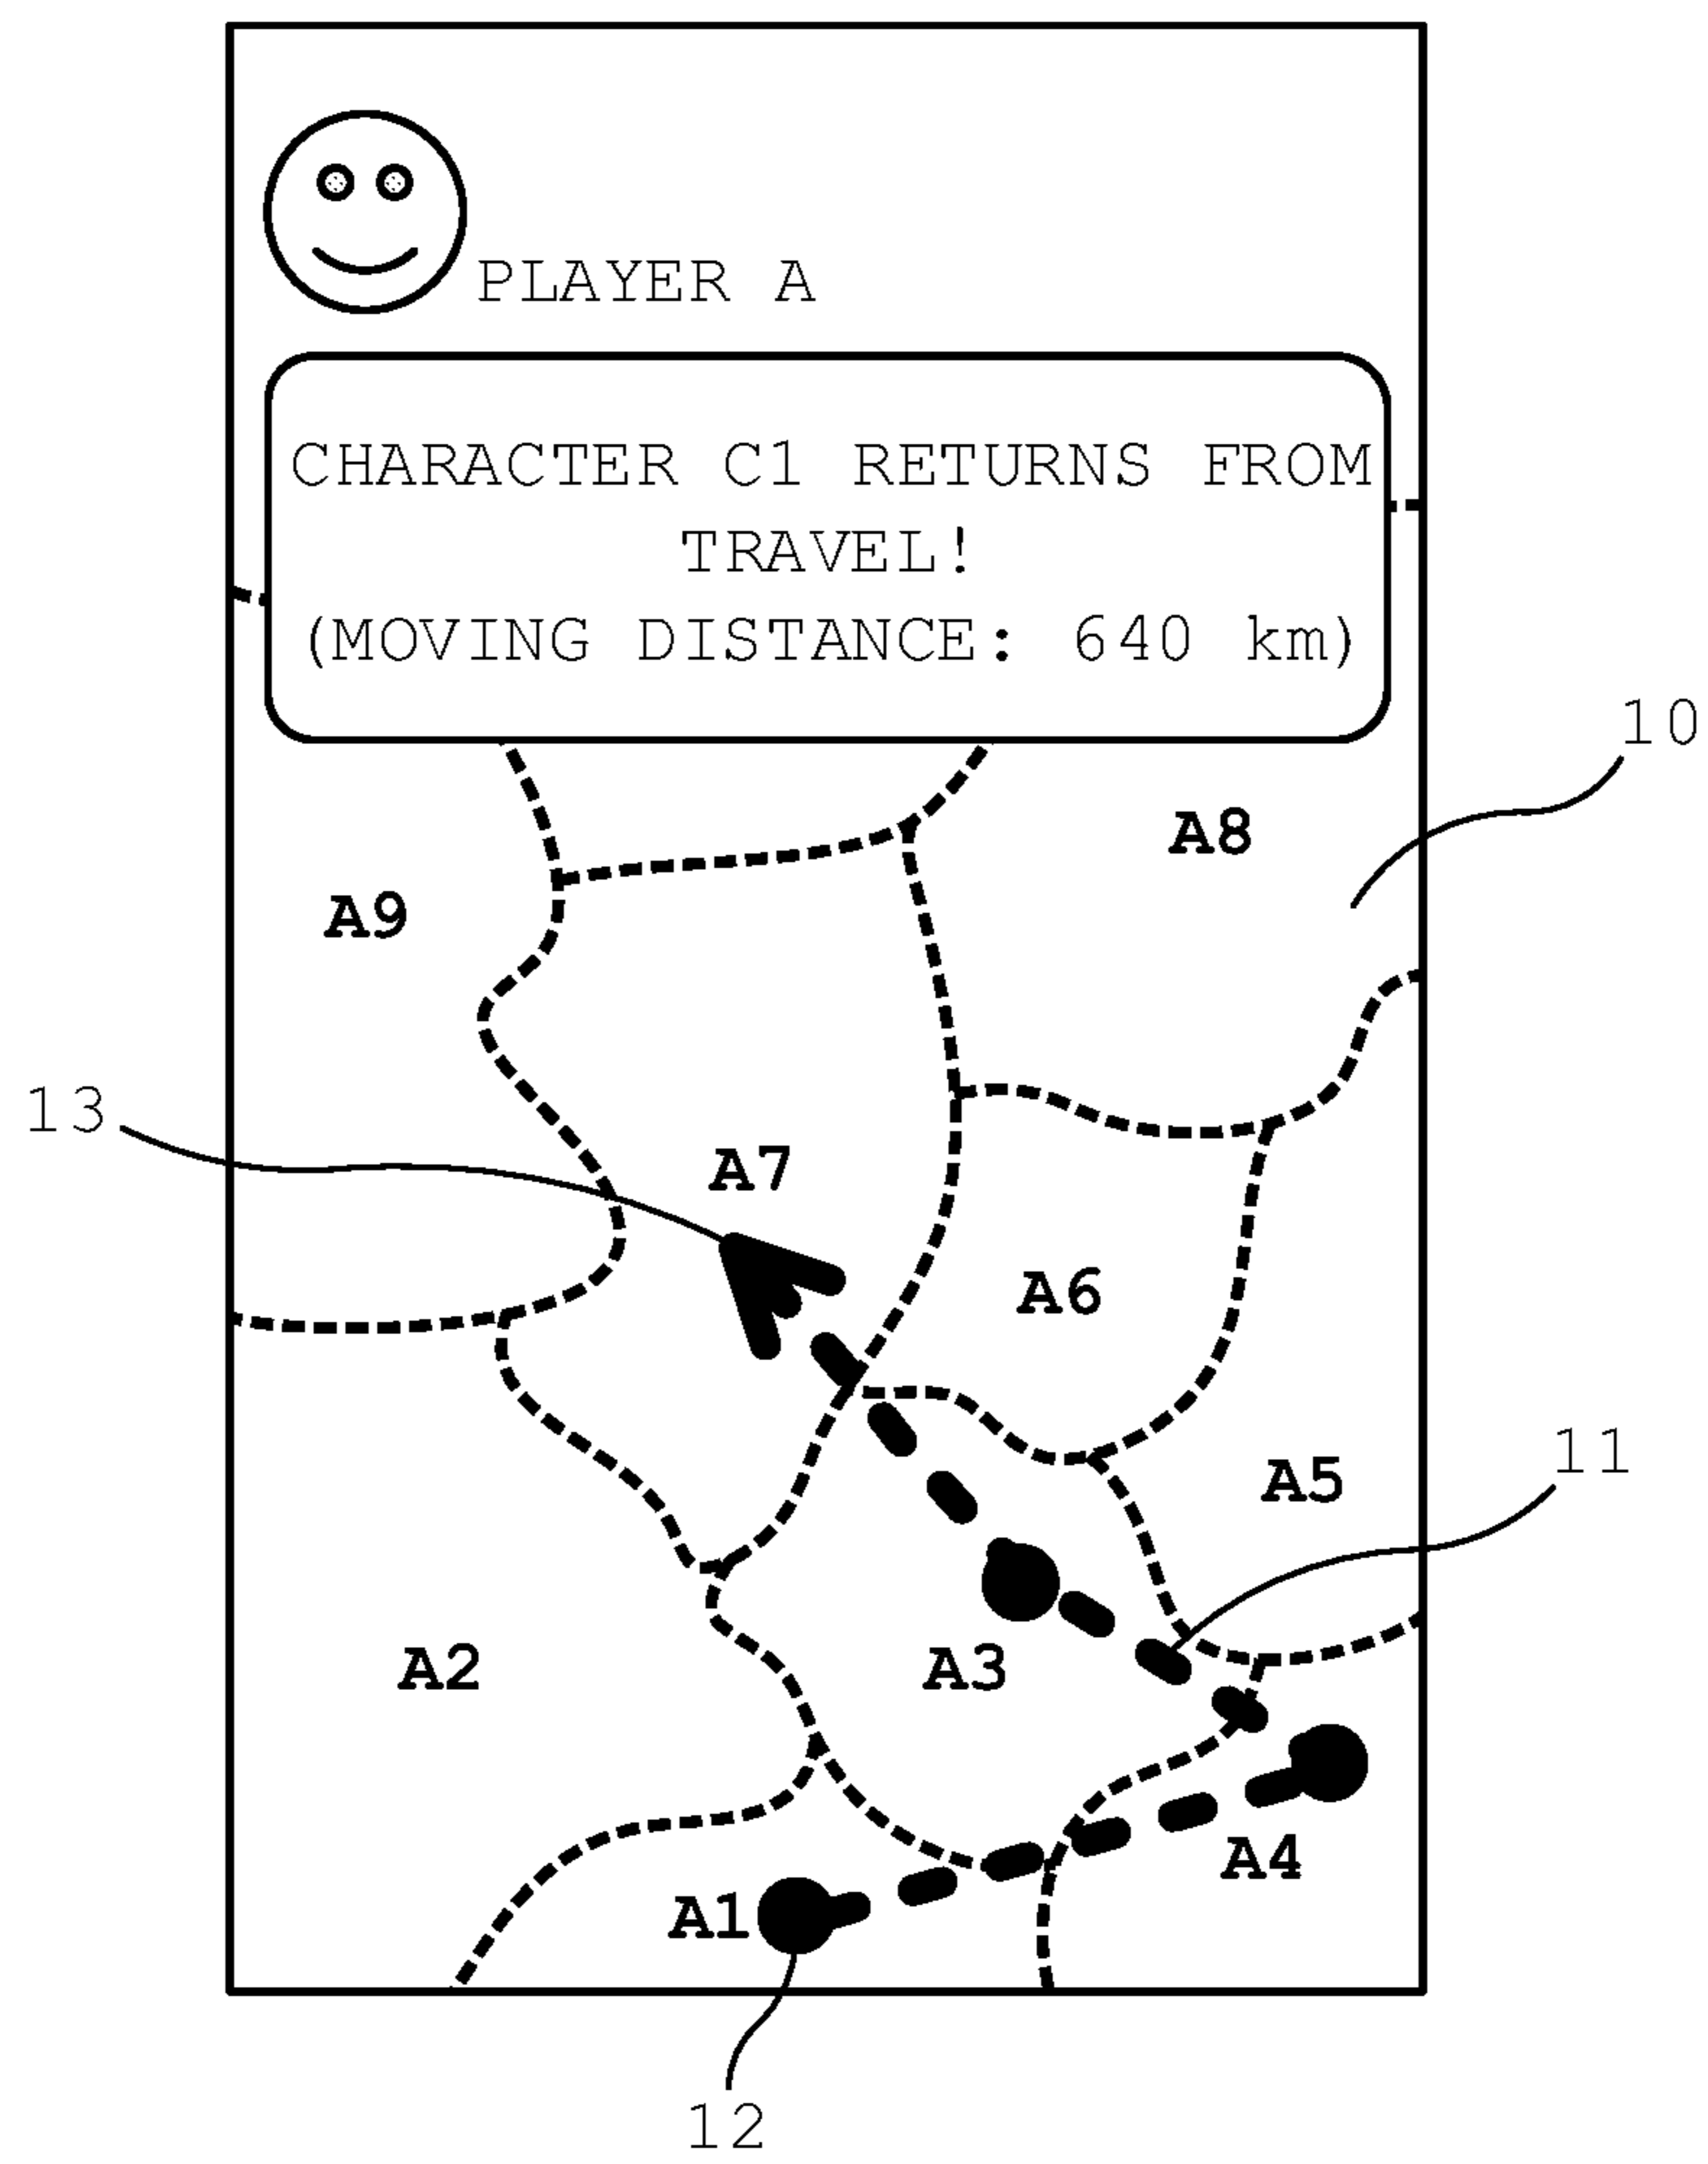 PLAYER A
CHARACTER C1 RETURNS FROM
TRAVEL!
(MOVING DISTANCE: 640 km)
10
A8
A9
13
A7
A6
11
A5
A2
A3
A4
A1
12